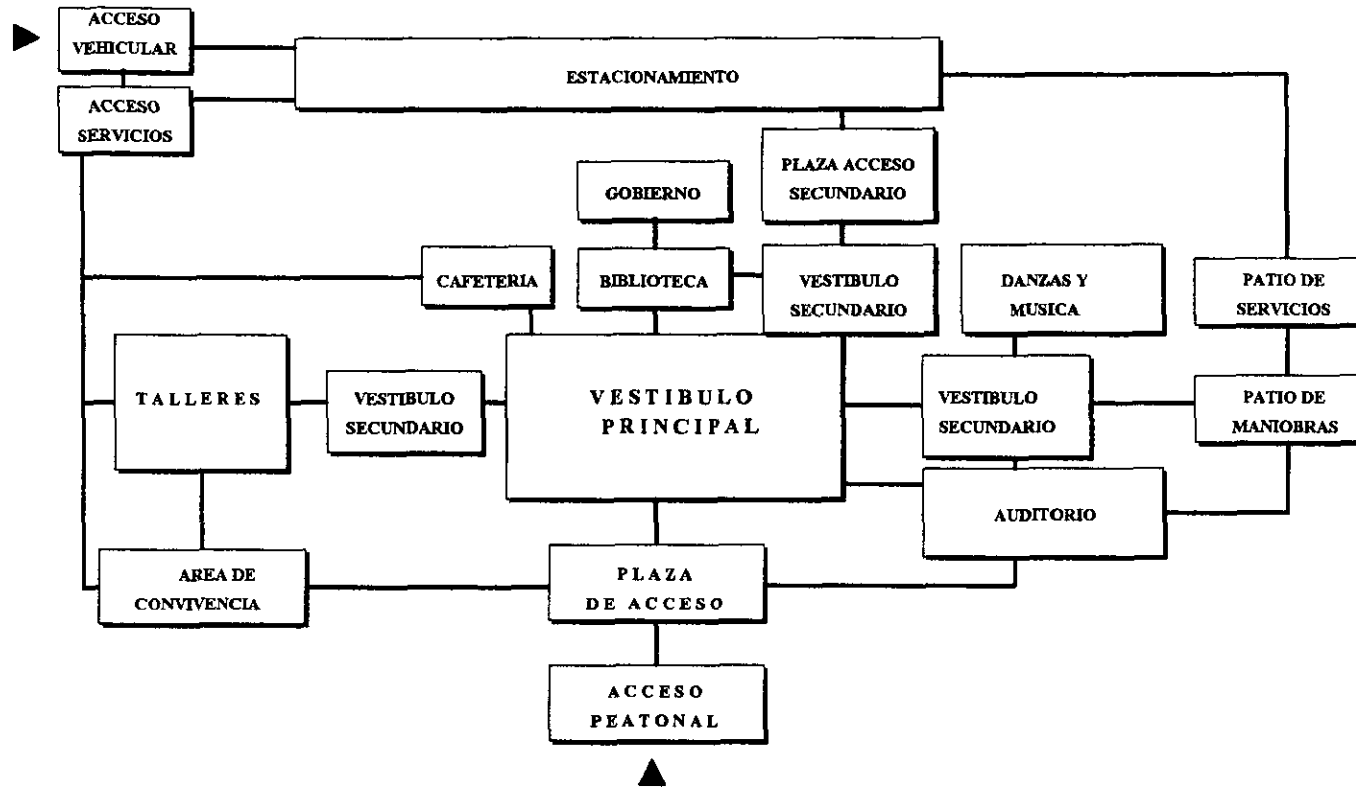 ACCESO
VEHICULAR
ESTACIONAMIENTO
ACCESO
SERVICIOS
PLAZA ACCESO
SECUNDARIO
GOBIERNO
CAFETERIA
BIBLIOTECA
VESTIBULO
SECUNDARIO
DANZAS Y
MUSICA
PATIO DE
SERVICIOS
TALLERES
VESTIBULO
SECUNDARIO
VESTIBULO
PRINCIPAL
VESTIBULO
SECUNDARIO
PATIO DE
MANIOBRAS
AUDITORIO
AREA DE
CONVIVENCIA
PLAZA
DE ACCESO
ACCESO
PEATONAL